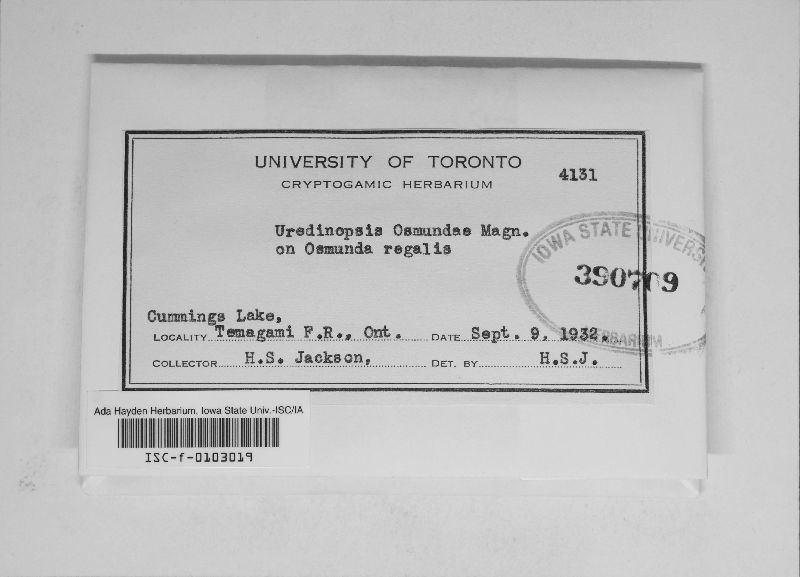 UNIVERSITY OF TORONTO
CRYPTOGAMIC HERBARIUM
4131
Uredinopsis Osmundae Magn.
on Osmunda regalis
IOWA STATE UNIVERSITY
390709
HERBARIUM
Cummings Lake,
LOCALITY Temagami F.R., Ont. DATE Sept. 9, 1932.
COLLECTOR H.S. Jackson, DET. BY H.S.J.
Ada Hayden Herbarium, Iowa State Univ.-ISC/IA
ISC-f-0103019